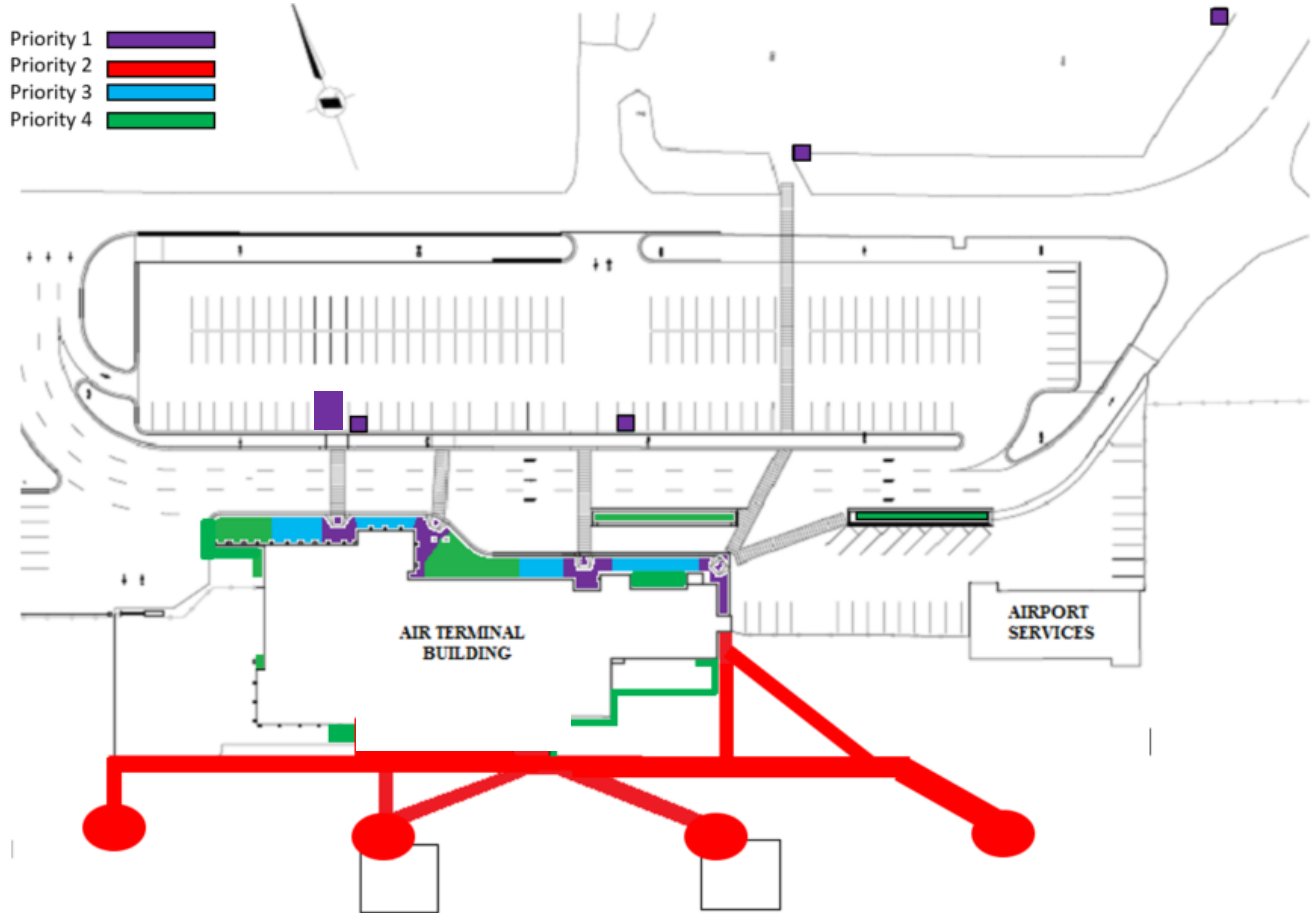 Priority 1
Priority 2
Priority 3
Priority 4
AIR TERMINAL
BUILDING
AIRPORT
SERVICES